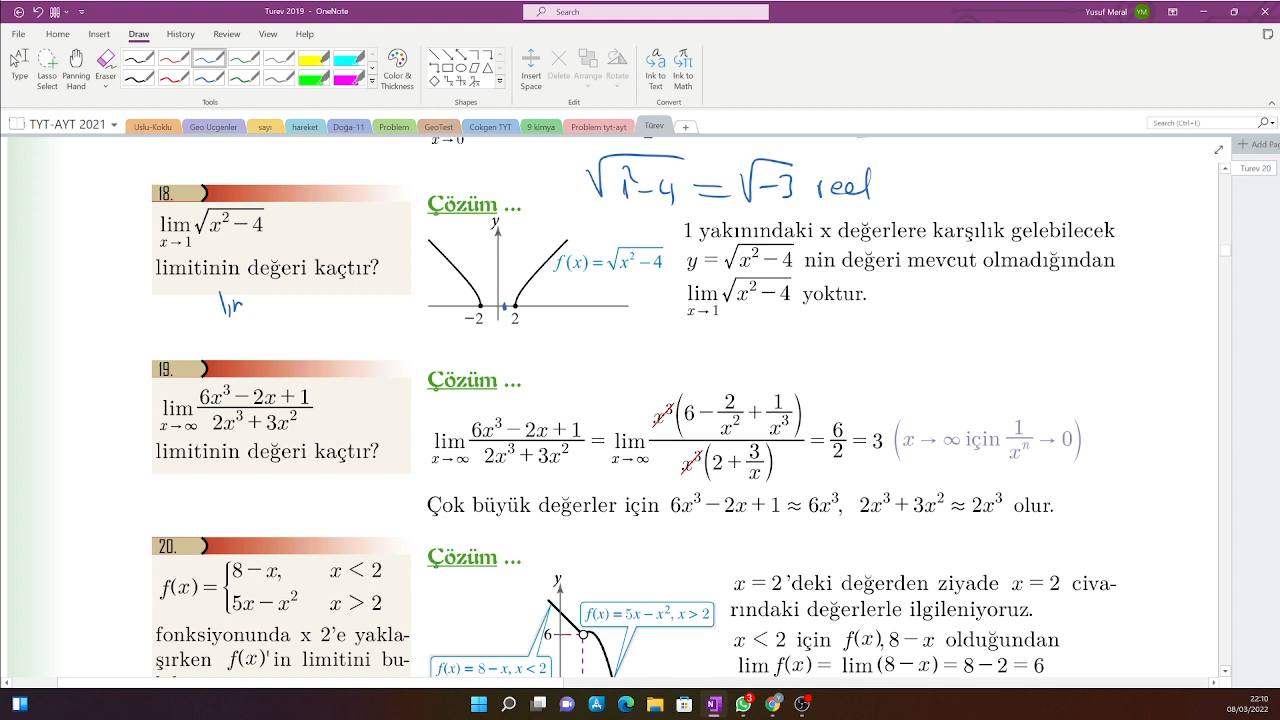 Turev 2019 - OneNote
Search
Yusuf Meral
YM
File Home Insert Draw History Review View Help
Type
Lasso Select
Panning Hand
Eraser
Color & Thickness
Insert Space
Delete
Arrange
Rotate
Ink to Text
Ink to Math
Tools
Shapes
Edit
Convert
TYT-AYT 2021
Uslu-Koklu
Geo Ucgenler
sayı
hareket
Doğa-11
Problem
GeoTest
Cokgen TYT
9 kimya
Problem tyt-ayt
Türev
Search (Ctrl+E)
Add Pag
Turev 20
x→0
√1²-4 = √-3 reel
18.
lim √x² − 4
x→1
limitinin değeri kaçtır?
Çözüm ...
y
f(x) = √x² − 4
−2 2
1 yakınındaki x değerlere karşılık gelebilecek
y = √x² − 4 nin değeri mevcut olmadığından
lim √x² − 4 yoktur.
x→1
19.
lim 6x³ − 2x + 1 / 2x³ + 3x²
x→∞
limitinin değeri kaçtır?
Çözüm ...
lim 6x³ − 2x + 1 / 2x³ + 3x² = lim x³(6 − 2/x² + 1/x³) / x³(2 + 3/x) = 6/2 = 3 (x → ∞ için 1/xⁿ → 0)
x→∞ x→∞
Çok büyük değerler için 6x³ − 2x + 1 ≈ 6x³, 2x³ + 3x² ≈ 2x³ olur.
20.
f(x) = { 8 − x, x < 2
5x − x² x > 2
fonksiyonunda x 2'e yakla-
şırken f(x)'in limitini bu-
Çözüm ...
y
6
f(x) = 5x − x², x > 2
f(x) = 8 − x, x < 2
x = 2 'deki değerden ziyade x = 2 civa-
rındaki değerlerle ilgileniyoruz.
x < 2 için f(x), 8 − x olduğundan
lim f(x) = lim (8 − x) = 8 − 2 = 6
3
22:10
08/03/2022